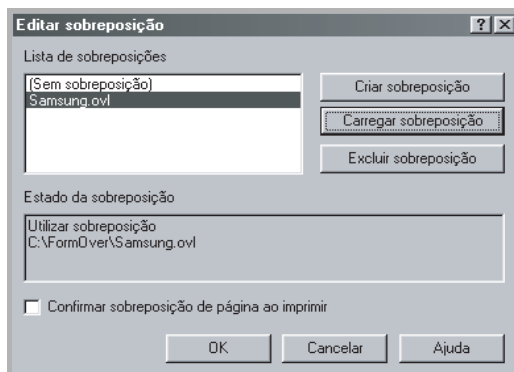 Editar sobreposição
Lista de sobreposições
(Sem sobreposição)
Samsung.ovl
Criar sobreposição
Carregar sobreposição
Excluir sobreposição
Estado da sobreposição
Utilizar sobreposição
C:\FormOver\Samsung.ovl
Confirmar sobreposição de página ao imprimir
OK
Cancelar
Ajuda